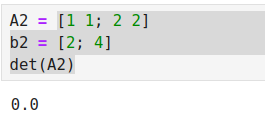 A2 = [1 1; 2 2]
b2 = [2; 4]
det(A2)
0.0